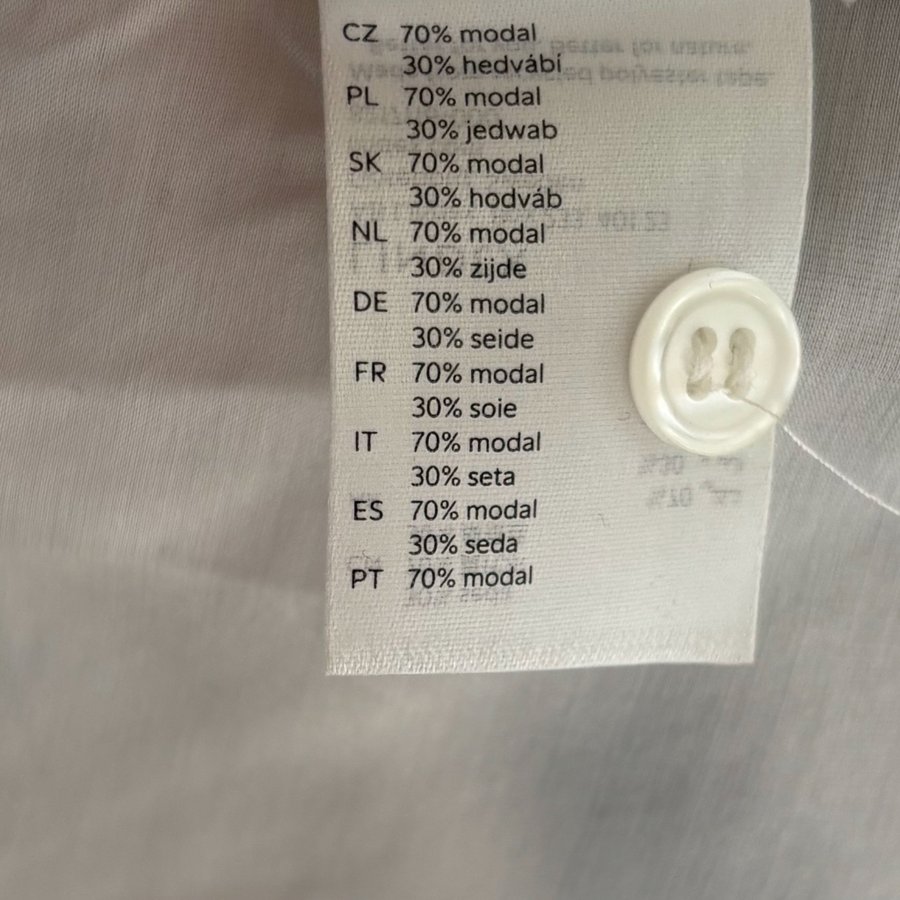 CZ 70% modal
30% hedvábí
PL 70% modal
30% jedwab
SK 70% modal
30% hodváb
NL 70% modal
30% zijde
DE 70% modal
30% seide
FR 70% modal
30% soie
IT 70% modal
30% seta
ES 70% modal
30% seda
PT 70% modal